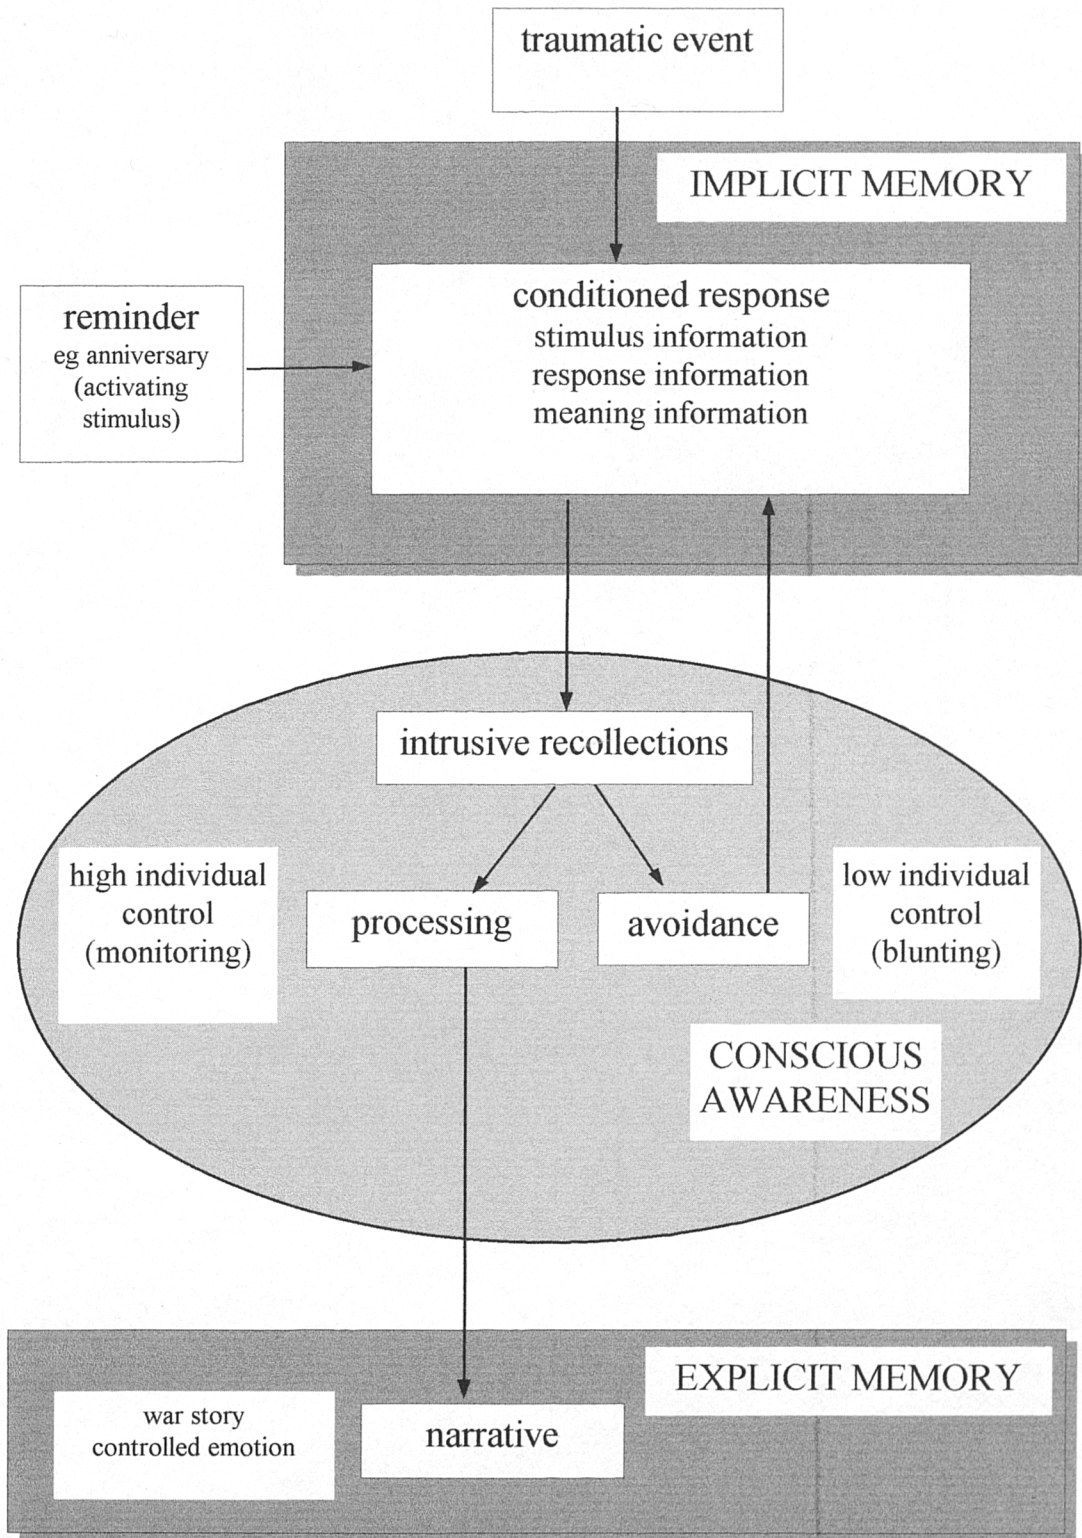 traumatic event
IMPLICIT MEMORY
conditioned response
stimulus information
response information
meaning information
reminder
eg anniversary
(activating
stimulus)
intrusive recollections
high individual
control
(monitoring)
processing
avoidance
low individual
control
(blunting)
CONSCIOUS
AWARENESS
EXPLICIT MEMORY
war story
controlled emotion
narrative